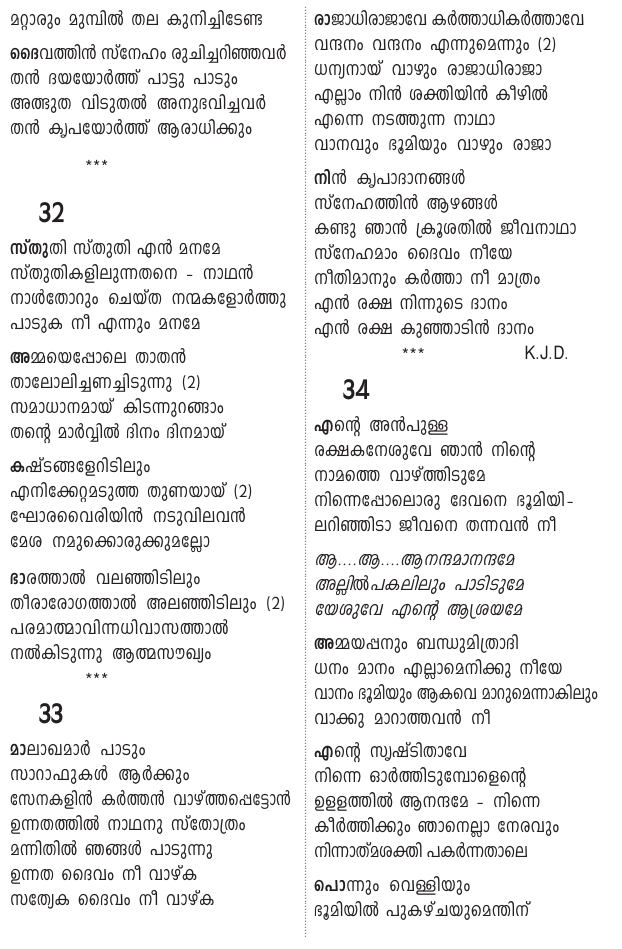 മറ്റാരും മുമ്പിൽ തല കുനിച്ചിടേണ്ട
ദൈവത്തിൻ സ്നേഹം രുചിച്ചറിഞ്ഞവർ
തൻ ദയയോർത്ത് പാട്ടു പാടും
അത്ഭുത വിടുതൽ അനുഭവിച്ചവർ
തൻ കൃപയോർത്ത് ആരാധിക്കും
***
32
സ്തുതി സ്തുതി എൻ മനമേ
സ്തുതികളിലുന്നതനെ - നാഥൻ
നാൾതോറും ചെയ്ത നന്മകളോർത്തു
പാടുക നീ എന്നും മനമേ
അമ്മയെപ്പോലെ താതൻ
താലോലിച്ചണച്ചിടുന്നു (2)
സമാധാനമായ് കിടന്നുറങ്ങാം
തന്റെ മാർവ്വിൽ ദിനം ദിനമായ്
കഷ്ടങ്ങളേറിടിലും
എനിക്കേറ്റമടുത്ത തുണയായ് (2)
ഘോരവൈരിയിൻ നടുവിലവൻ
മേശ നമുക്കൊരുക്കുമല്ലോ
ഭാരത്താൽ വലഞ്ഞിടിലും
തീരാരോഗത്താൽ അലഞ്ഞിടിലും (2)
പരമാത്മാവിന്നധിവാസത്താൽ
നൽകിടുന്നു ആത്മസൗഖ്യം
***
33
മാലാഖമാർ പാടും
സാറാഫുകൾ ആർക്കും
സേനകളിൻ കർത്തൻ വാഴ്ത്തപ്പെട്ടോൻ
ഉന്നതത്തിൽ നാഥനു സ്തോത്രം
മന്നിതിൽ ഞങ്ങൾ പാടുന്നു
ഉന്നത ദൈവം നീ വാഴ്ക
സത്യേക ദൈവം നീ വാഴ്ക
രാജാധിരാജാവേ കർത്താധികർത്താവേ
വന്ദനം വന്ദനം എന്നുമെന്നും (2)
ധന്യനായ് വാഴും രാജാധിരാജാ
എല്ലാം നിൻ ശക്തിയിൻ കീഴിൽ
എന്നെ നടത്തുന്ന നാഥാ
വാനവും ഭൂമിയും വാഴും രാജാ
നിൻ കൃപാദാനങ്ങൾ
സ്നേഹത്തിൻ ആഴങ്ങൾ
കണ്ടു ഞാൻ ക്രൂശതിൽ ജീവനാഥാ
സ്നേഹമാം ദൈവം നീയേ
നീതിമാനും കർത്താ നീ മാത്രം
എൻ രക്ഷ നിന്നുടെ ദാനം
എൻ രക്ഷ കുഞ്ഞാടിൻ ദാനം
*** K.J.D.
34
എന്റെ അൻപുള്ള
രക്ഷകനേശുവേ ഞാൻ നിന്റെ
നാമത്തെ വാഴ്ത്തിടുമേ
നിന്നെപ്പോലൊരു ദേവനെ ഭൂമിയി-
ലറിഞ്ഞിടാ ജീവനെ തന്നവൻ നീ
ആ....ആ....ആനന്ദമാനന്ദമേ
അല്ലിൽപകലിലും പാടിടുമേ
യേശുവേ എന്റെ ആശ്രയമേ
അമ്മയപ്പനും ബന്ധുമിത്രാദി
ധനം മാനം എല്ലാമെനിക്കു നീയേ
വാനം ഭൂമിയും ആകവെ മാറുമെന്നാകിലും
വാക്കു മാറാത്തവൻ നീ
എന്റെ സൃഷ്ടിതാവേ
നിന്നെ ഓർത്തിടുമ്പോളെന്റെ
ഉളളത്തിൽ ആനന്ദമേ - നിന്നെ
കീർത്തിക്കും ഞാനെല്ലാ നേരവും
നിന്നാത്മശക്തി പകർന്നതാലെ
പൊന്നും വെള്ളിയും
ഭൂമിയിൽ പുകഴ്ചയുമെന്തിന്